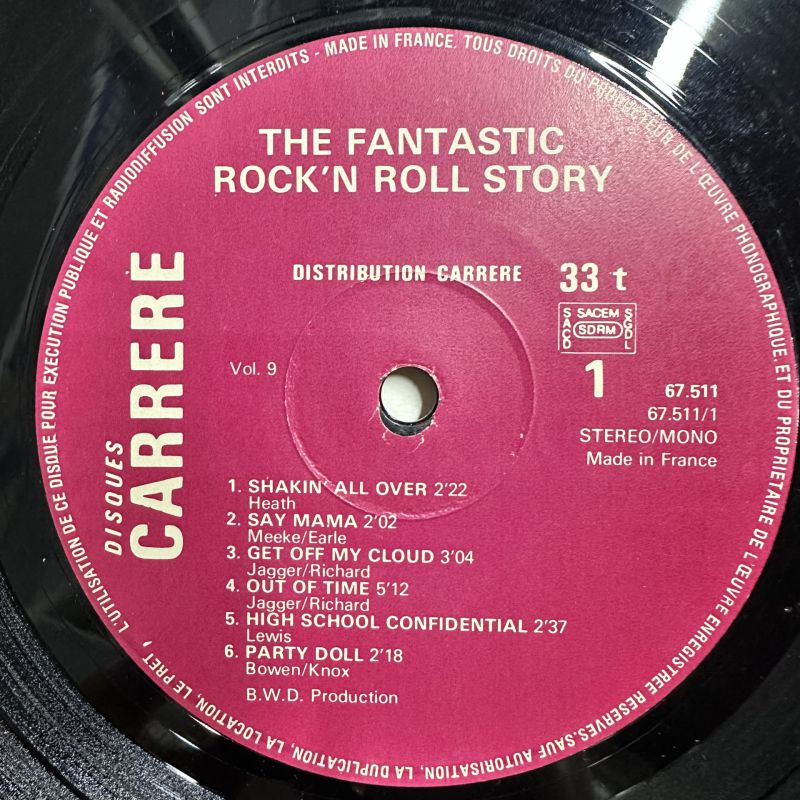 L'UTILISATION DE CE DISQUE POUR EXECUTION PUBLIQUE ET RADIODIFFUSION SONT INTERDITS - MADE IN FRANCE. TOUS DROITS DU PRODUCTEUR DE L'ŒUVRE PHONOGRAPHIQUE.ET DU PROPRIETAIRE DE L'ŒUVRE ENREGISTREE RESERVES.SAUF AUTORISATION, LA DUPLICATION, LA LOCATION, LE PRET,
THE FANTASTIC
ROCK'N ROLL STORY
DISQUES
CARRERE
DISTRIBUTION CARRERE
33 t
SACD
SACEM
SDRM
SGDL
Vol. 9
1
67.511
67.511/1
STEREO/MONO
Made in France
1. SHAKIN' ALL OVER 2'22
Heath
2. SAY MAMA 2'02
Meeke/Earle
3. GET OFF MY CLOUD 3'04
Jagger/Richard
4. OUT OF TIME 5'12
Jagger/Richard
5. HIGH SCHOOL CONFIDENTIAL 2'37
Lewis
6. PARTY DOLL 2'18
Bowen/Knox
B.W.D. Production